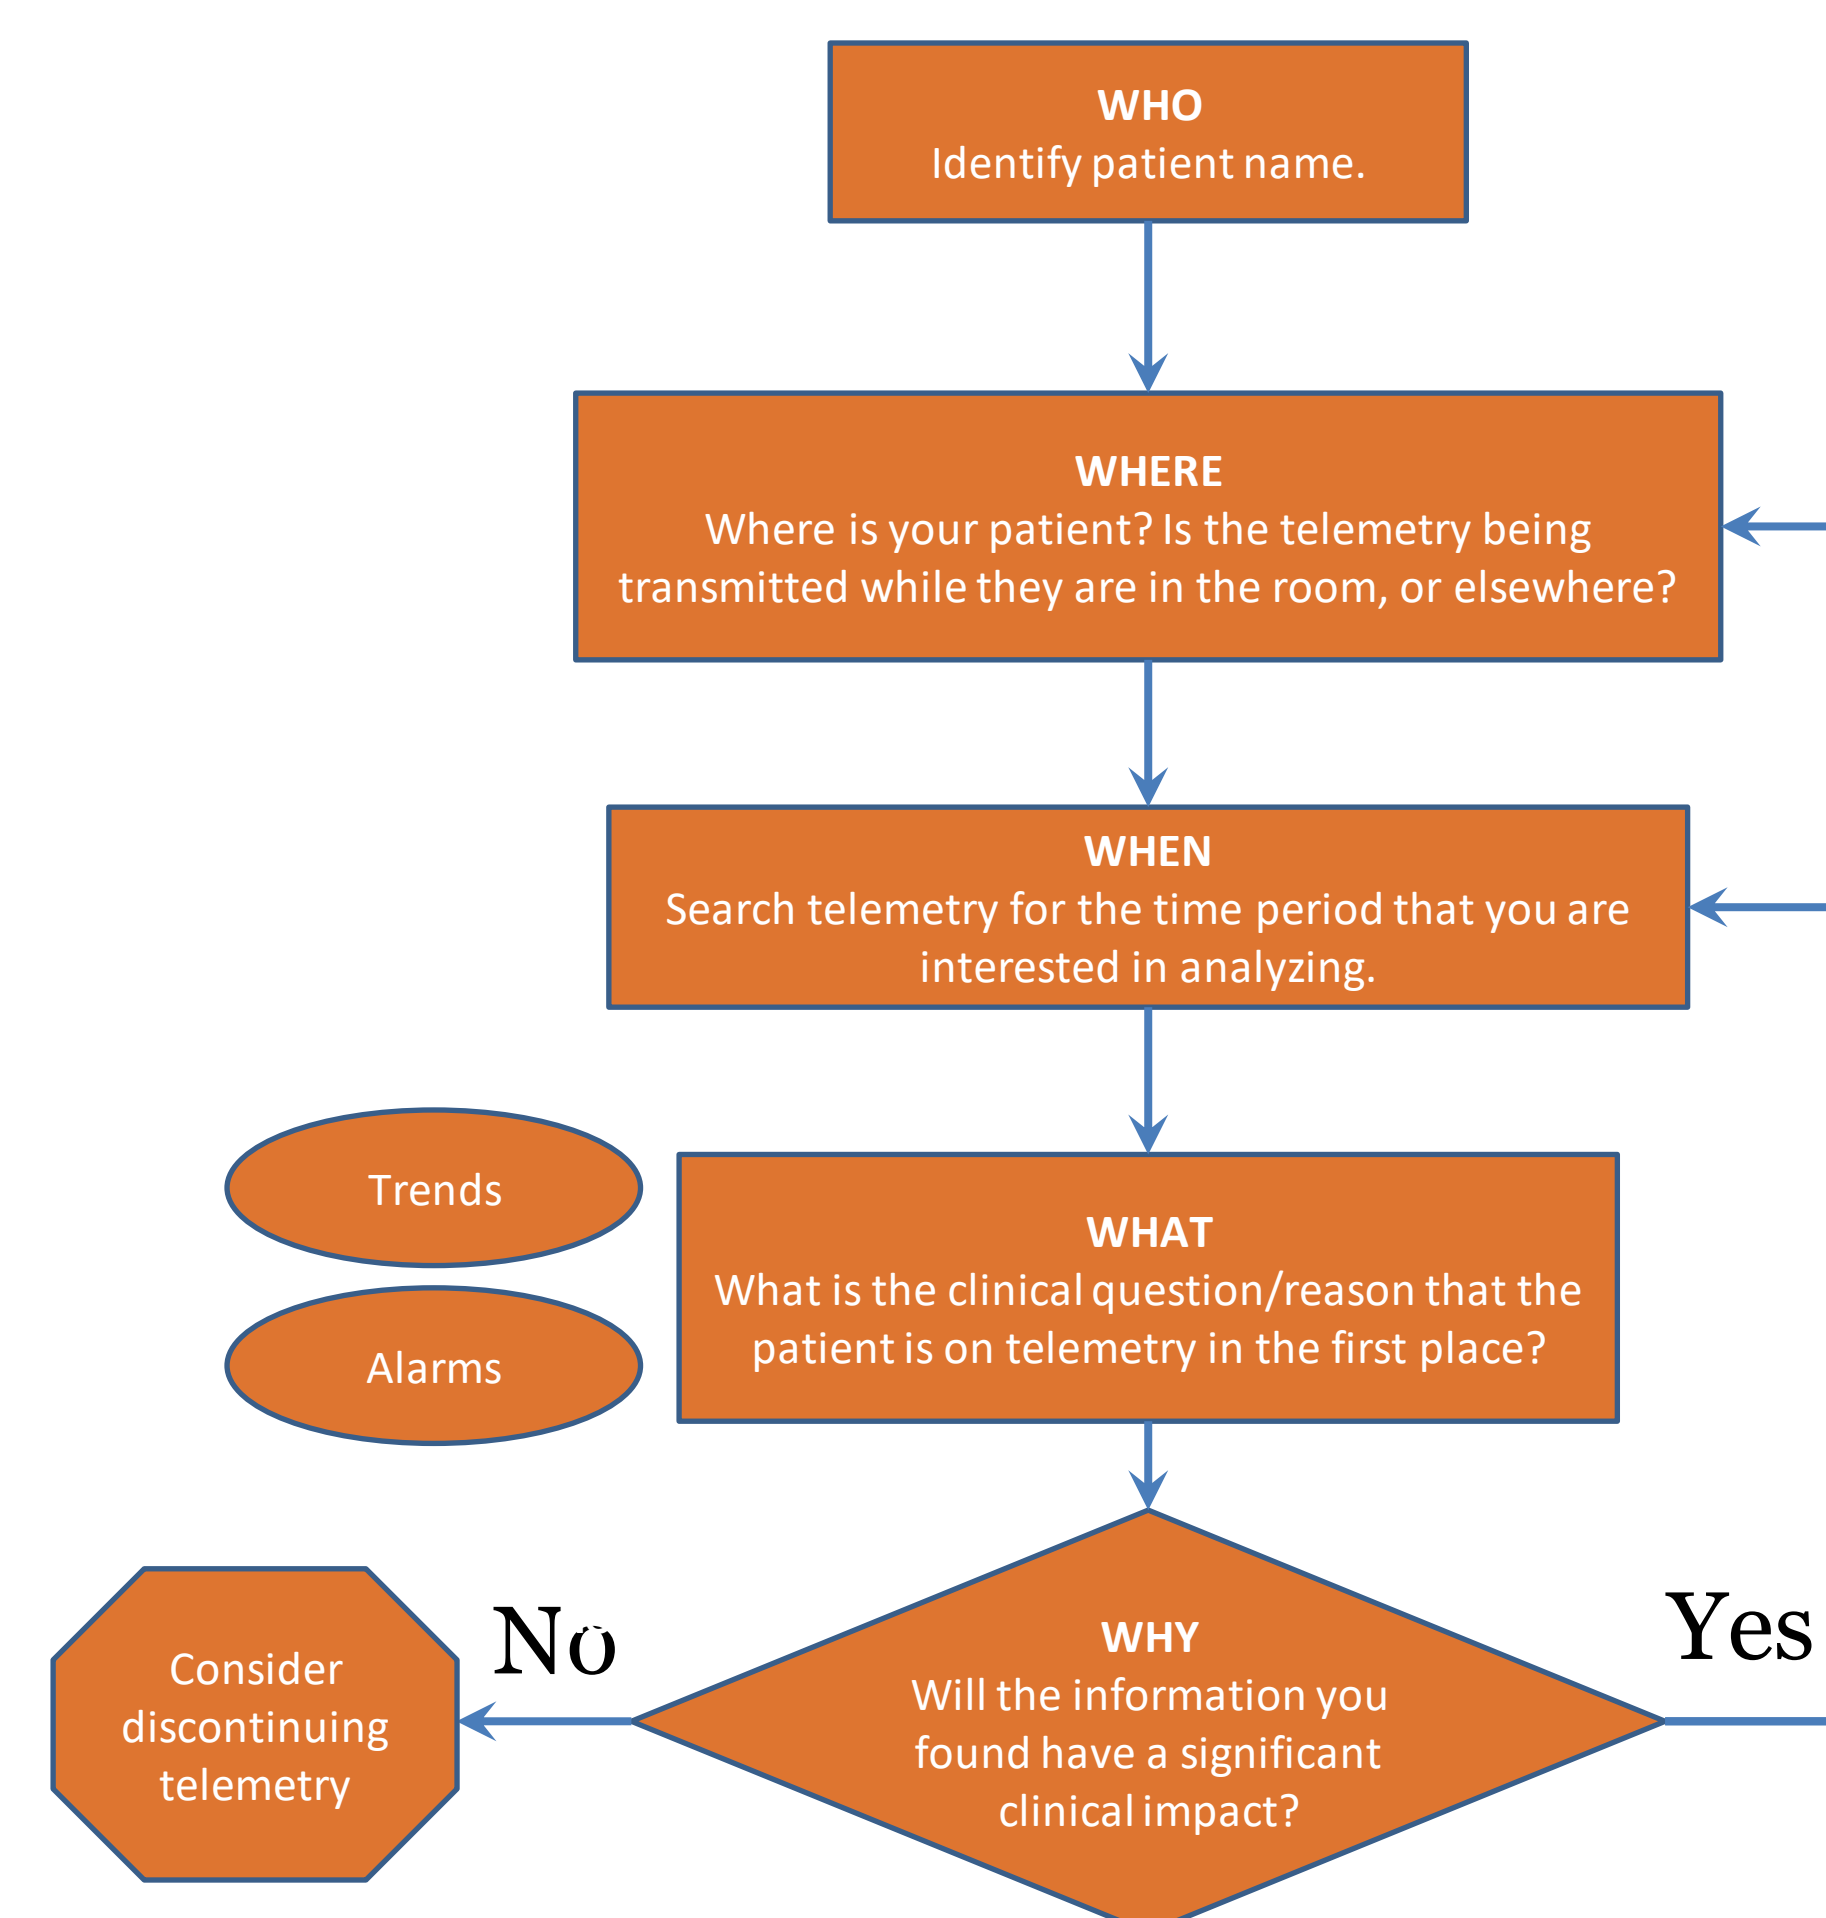 WHO
Identify patient name.
WHERE
Where is your patient? Is the telemetry being
transmitted while they are in the room, or elsewhere?
WHEN
Search telemetry for the time period that you are
interested in analyzing.
Trends
Alarms
WHAT
What is the clinical question/reason that the
patient is on telemetry in the first place?
Consider
discontinuing
telemetry
No
WHY
Will the information you
found have a significant
clinical impact?
Yes